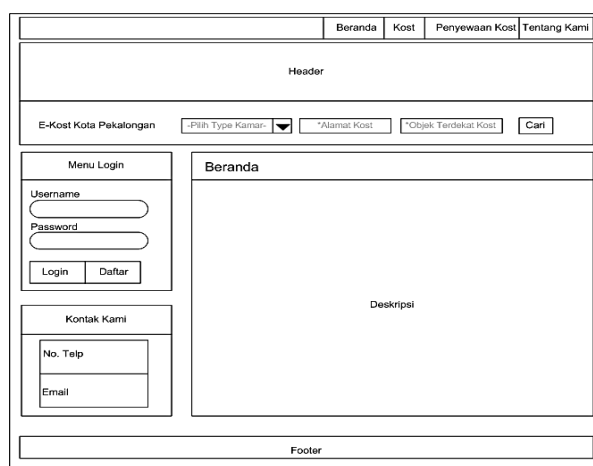 Beranda Kost Penyewaan Kost Tentang Kami
Header
E-Kost Kota Pekalongan -Pilih Type Kamar- *Alamat Kost *Objek Terdekat Kost Cari
Menu Login
Username
Password
Login Daftar
Kontak Kami
No. Telp
Email
Beranda
Deskripsi
Footer